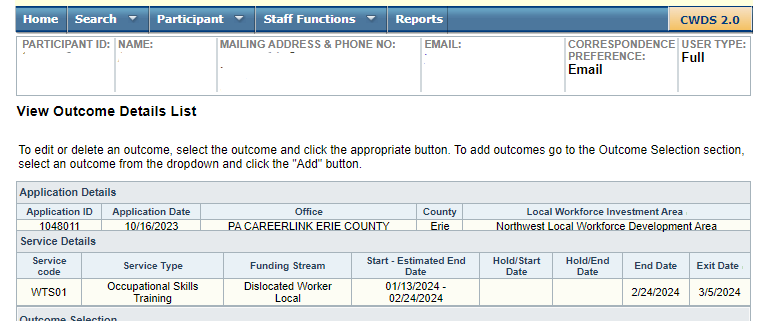 Home Search Participant Staff Functions Reports CWDS 2.0
PARTICIPANT ID: NAME: MAILING ADDRESS & PHONE NO: EMAIL: CORRESPONDENCE USER TYPE:
PREFERENCE: Full
Email
View Outcome Details List
To edit or delete an outcome, select the outcome and click the appropriate button. To add outcomes go to the Outcome Selection section,
select an outcome from the dropdown and click the "Add" button.
Application Details
Application ID Application Date Office County Local Workforce Investment Area
1048011 10/16/2023 PA CAREERLINK ERIE COUNTY Erie Northwest Local Workforce Development Area
Service Details
Service code Service Type Funding Stream Start - Estimated End Date Hold/Start Date Hold/End Date End Date Exit Date
WTS01 Occupational Skills Training Dislocated Worker Local 01/13/2024 - 02/24/2024 2/24/2024 3/5/2024
Outcome Selection